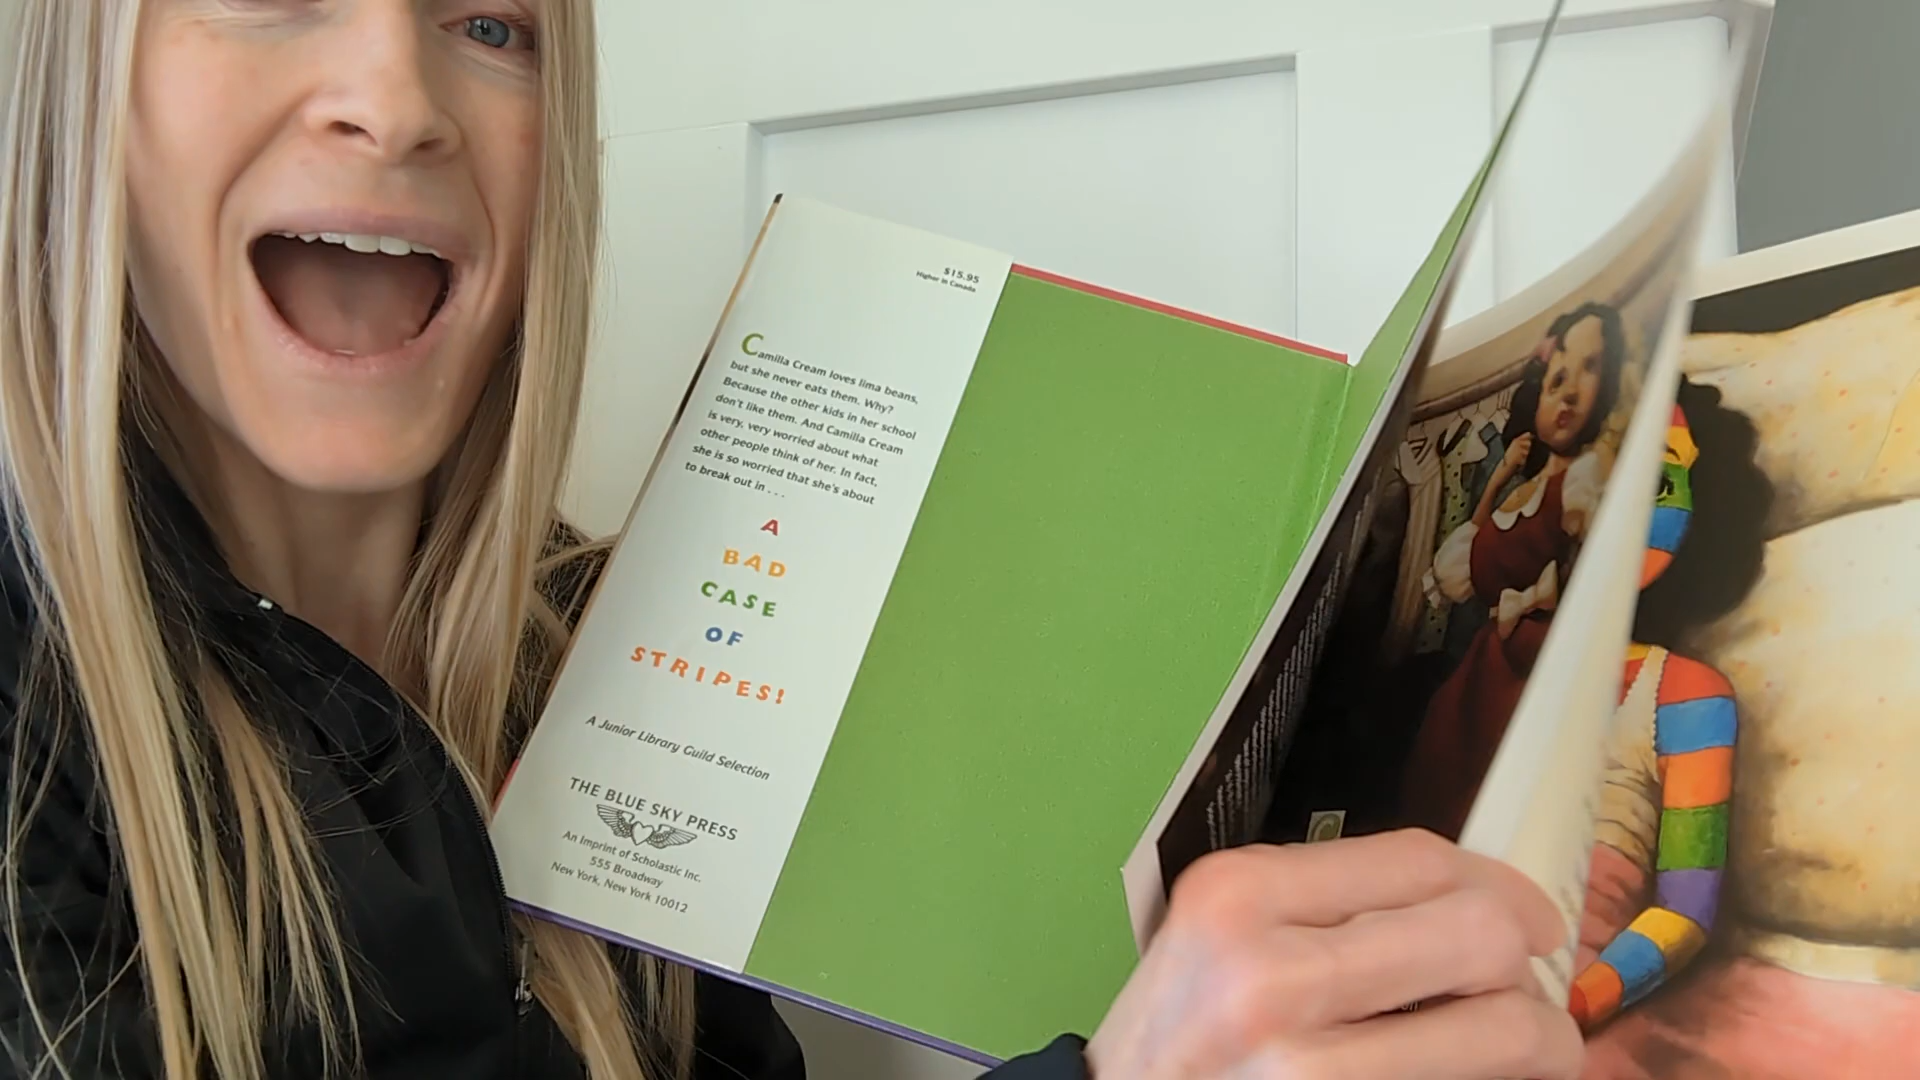 $15.95
Higher in Canada
Camilla Cream loves lima beans,
but she never eats them. Why?
Because the other kids in her school
don't like them. And Camilla Cream
is very, very worried about what
other people think of her. In fact,
she is so worried that she's about
to break out in . . .
A
BAD
CASE
OF
STRIPES!
A Junior Library Guild Selection
THE BLUE SKY PRESS
An Imprint of Scholastic Inc.
555 Broadway
New York, New York 10012